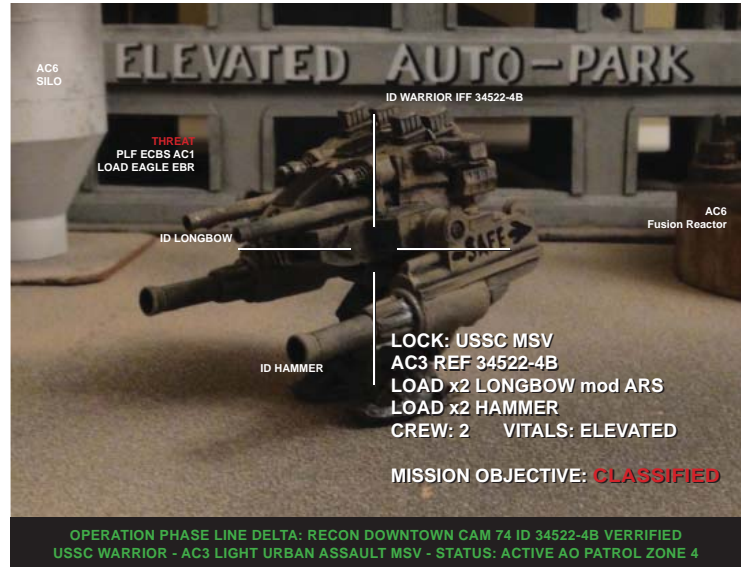 ELEVATED AUTO-PARK
AC6
SILO
ID WARRIOR IFF 34522-4B
THREAT
PLF ECBS AC1
LOAD EAGLE EBR
AC6
Fusion Reactor
ID LONGBOW
SAFE
ID HAMMER
LOCK: USSC MSV
AC3 REF 34522-4B
LOAD x2 LONGBOW mod ARS
LOAD x2 HAMMER
CREW: 2 VITALS: ELEVATED
MISSION OBJECTIVE: CLASSIFIED
OPERATION PHASE LINE DELTA: RECON DOWNTOWN CAM 74 ID 34522-4B VERRIFIED
USSC WARRIOR - AC3 LIGHT URBAN ASSAULT MSV - STATUS: ACTIVE AO PATROL ZONE 4